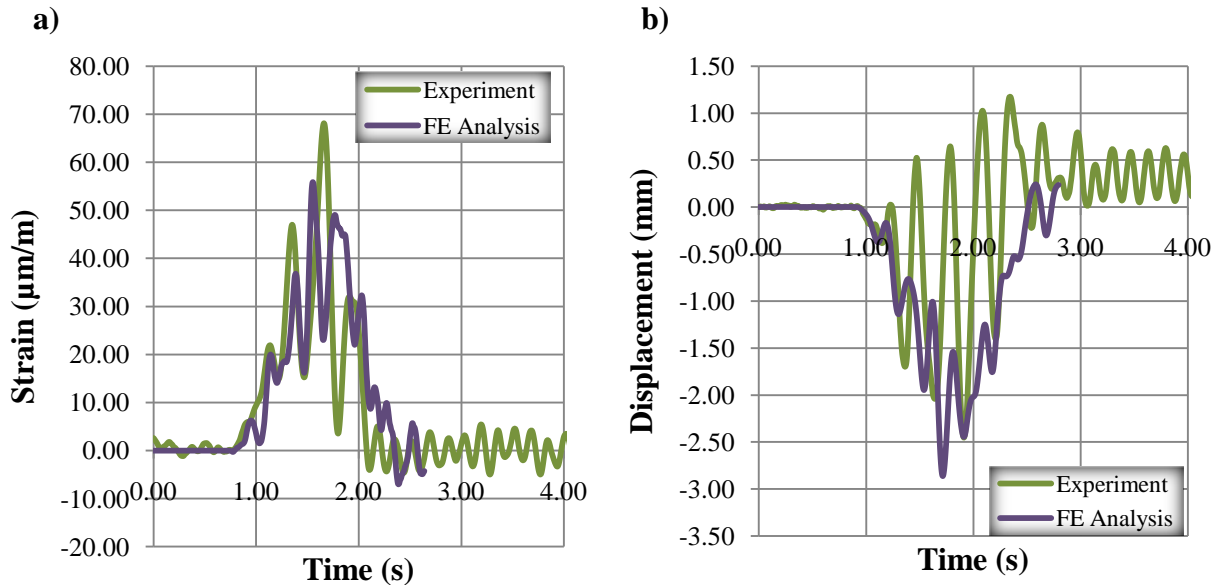 a)
80.00
70.00
60.00
50.00
40.00
30.00
20.00
10.00
0.00
-10.00
-20.00
Strain (μm/m)
Experiment
FE Analysis
0.00 1.00 2.00 3.00 4.00
Time (s)
b)
1.50
1.00
0.50
0.00
-0.50
-1.00
-1.50
-2.00
-2.50
-3.00
-3.50
Displacement (mm)
0.00 1.00 2.00 3.00 4.00
Experiment
FE Analysis
Time (s)